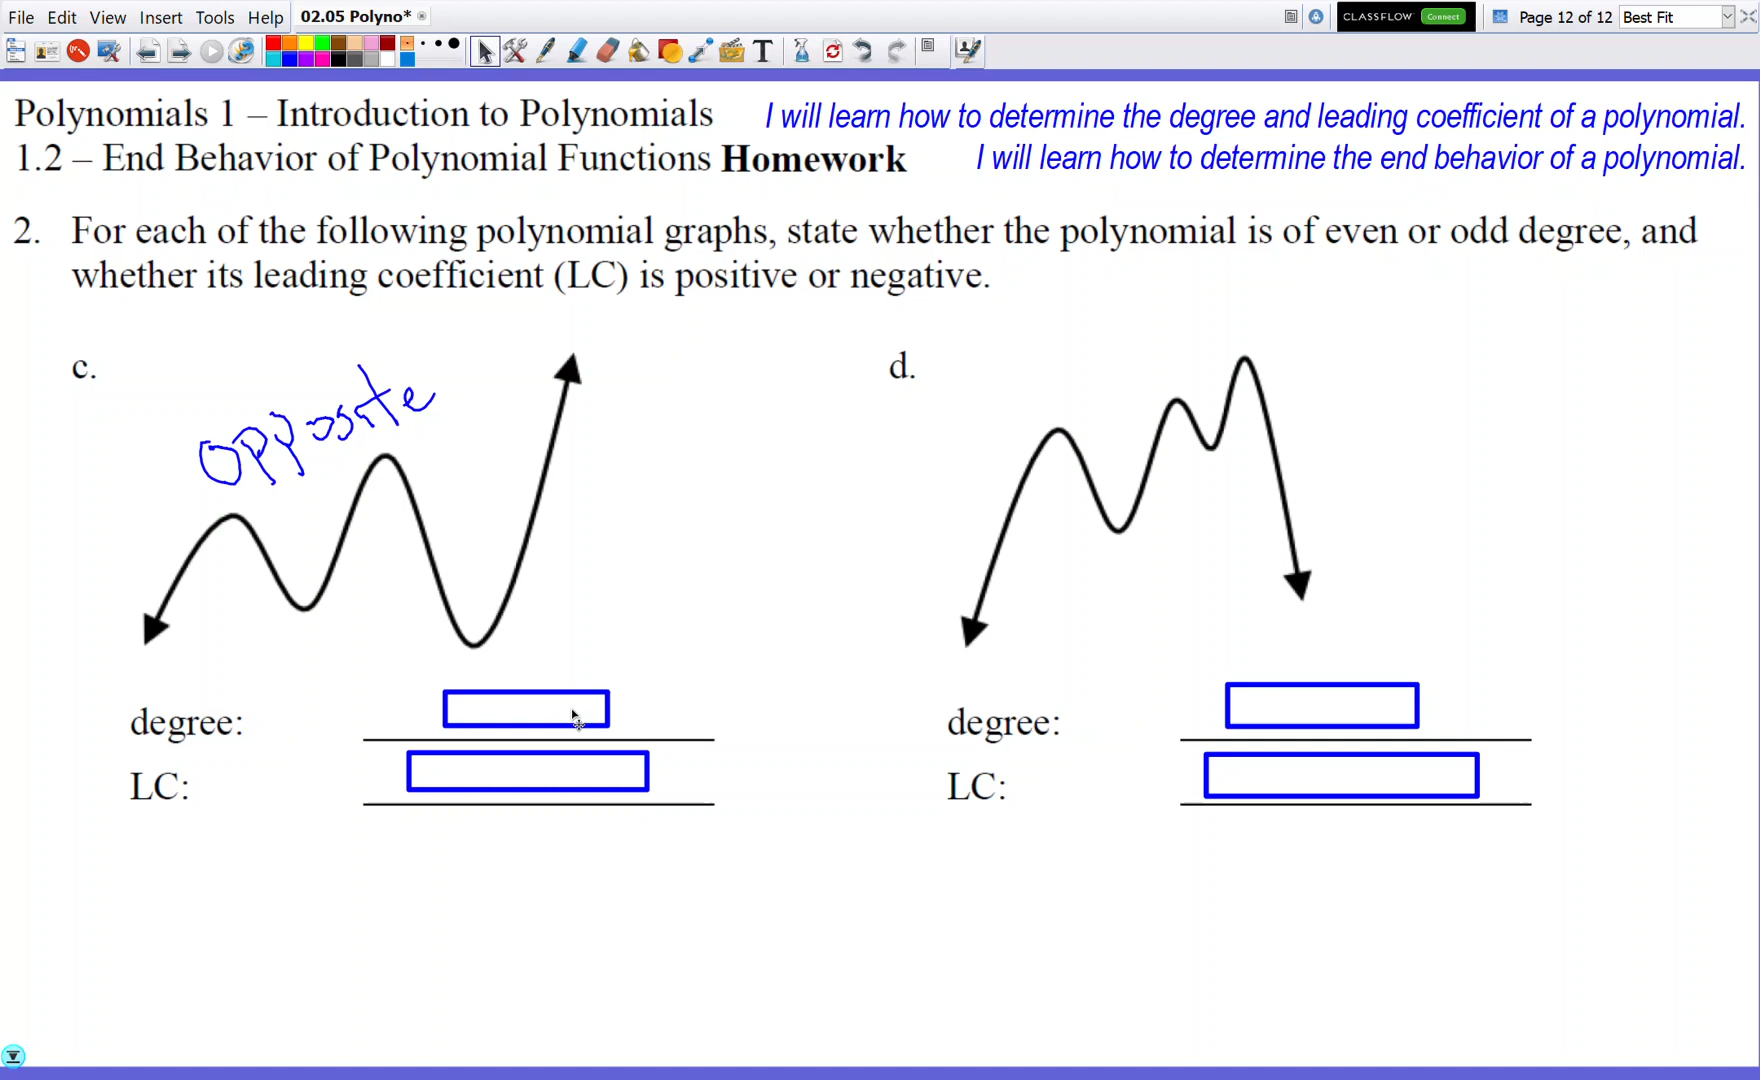 File Edit View Insert Tools Help 02.05 Polyno*
CLASSFLOW Connect Page 12 of 12 Best Fit
T
Polynomials 1 – Introduction to Polynomials
I will learn how to determine the degree and leading coefficient of a polynomial.
1.2 – End Behavior of Polynomial Functions Homework
I will learn how to determine the end behavior of a polynomial.
2. For each of the following polynomial graphs, state whether the polynomial is of even or odd degree, and
whether its leading coefficient (LC) is positive or negative.
c.
d.
opposite
degree:
degree:
LC:
LC: